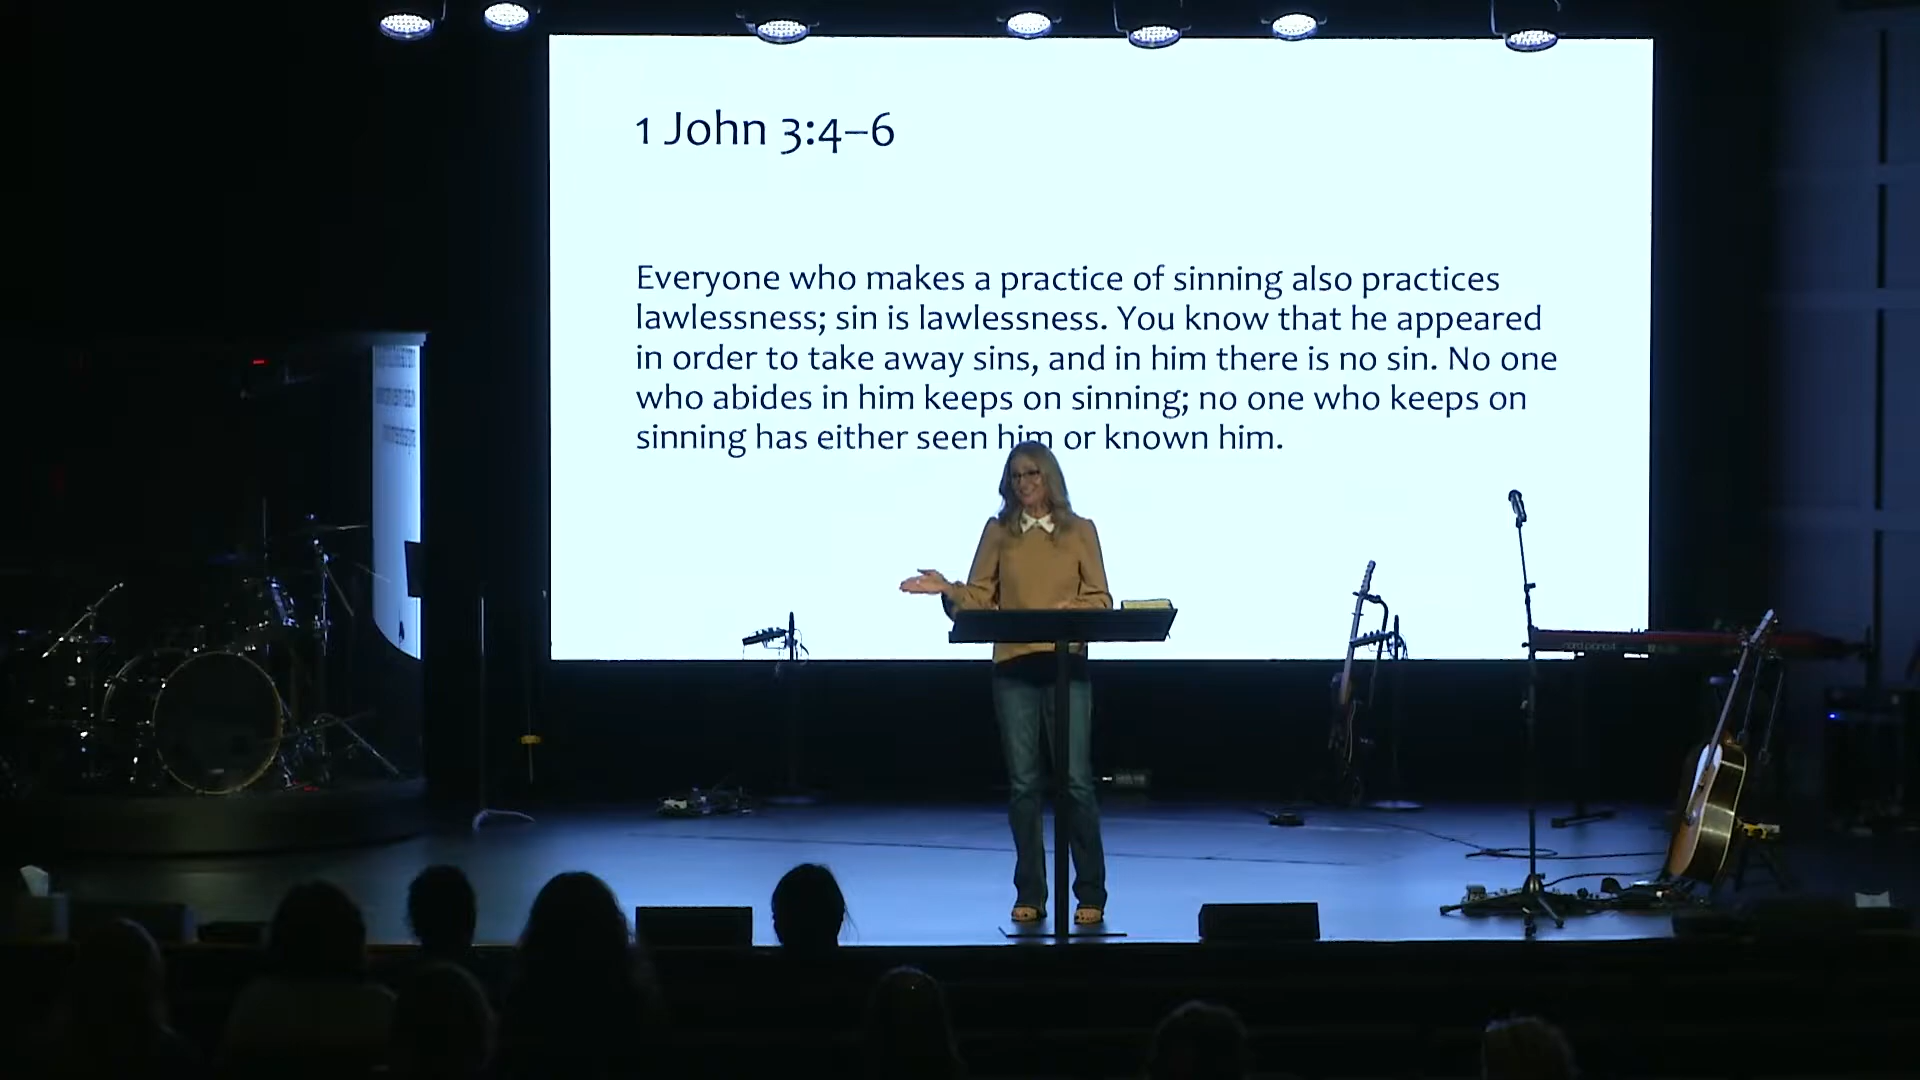 1 John 3:4–6
Everyone who makes a practice of sinning also practices
lawlessness; sin is lawlessness. You know that he appeared
in order to take away sins, and in him there is no sin. No one
who abides in him keeps on sinning; no one who keeps on
sinning has either seen him or known him.